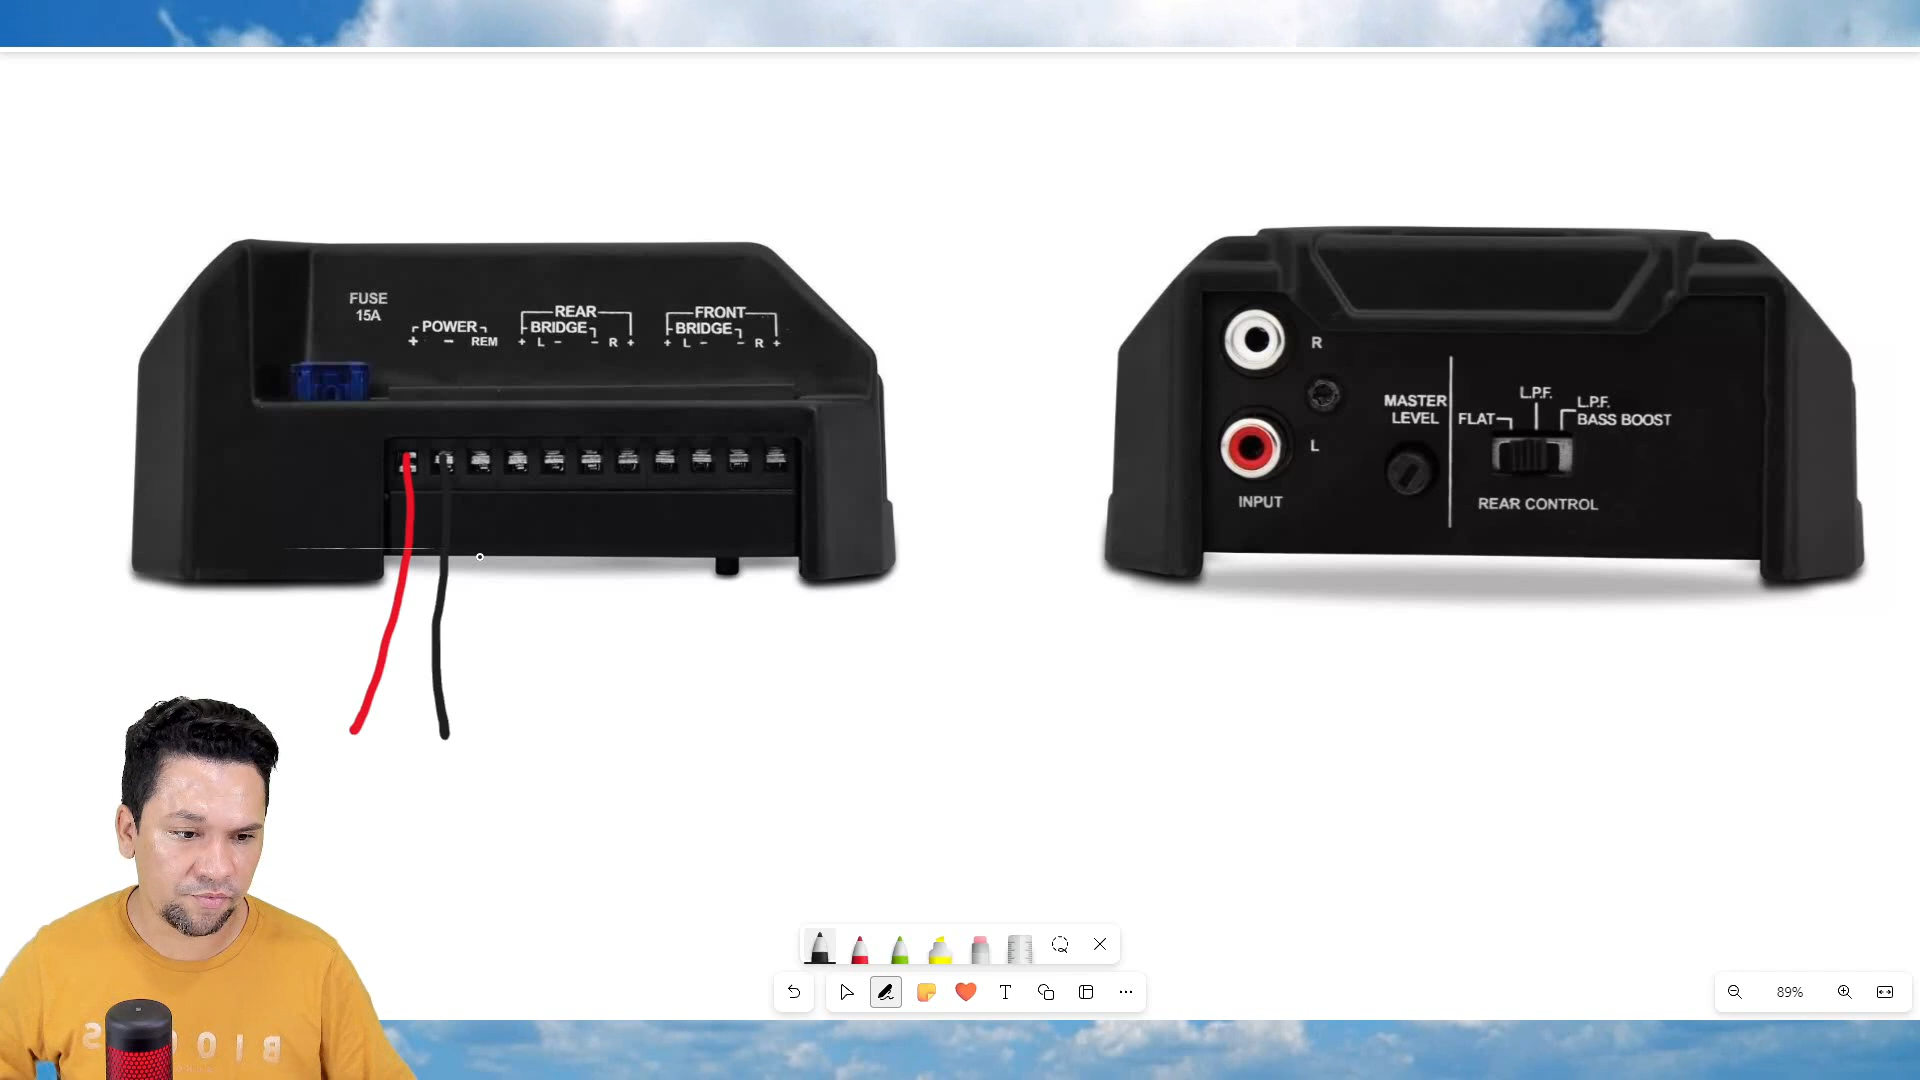 FUSE
15A
POWER
+ - REM
REAR
BRIDGE
+ L - - R +
FRONT
BRIDGE
+ L - - R +
R
L
INPUT
MASTER
LEVEL
FLAT
L.P.F.
L.P.F.
BASS BOOST
REAR CONTROL
T
89%